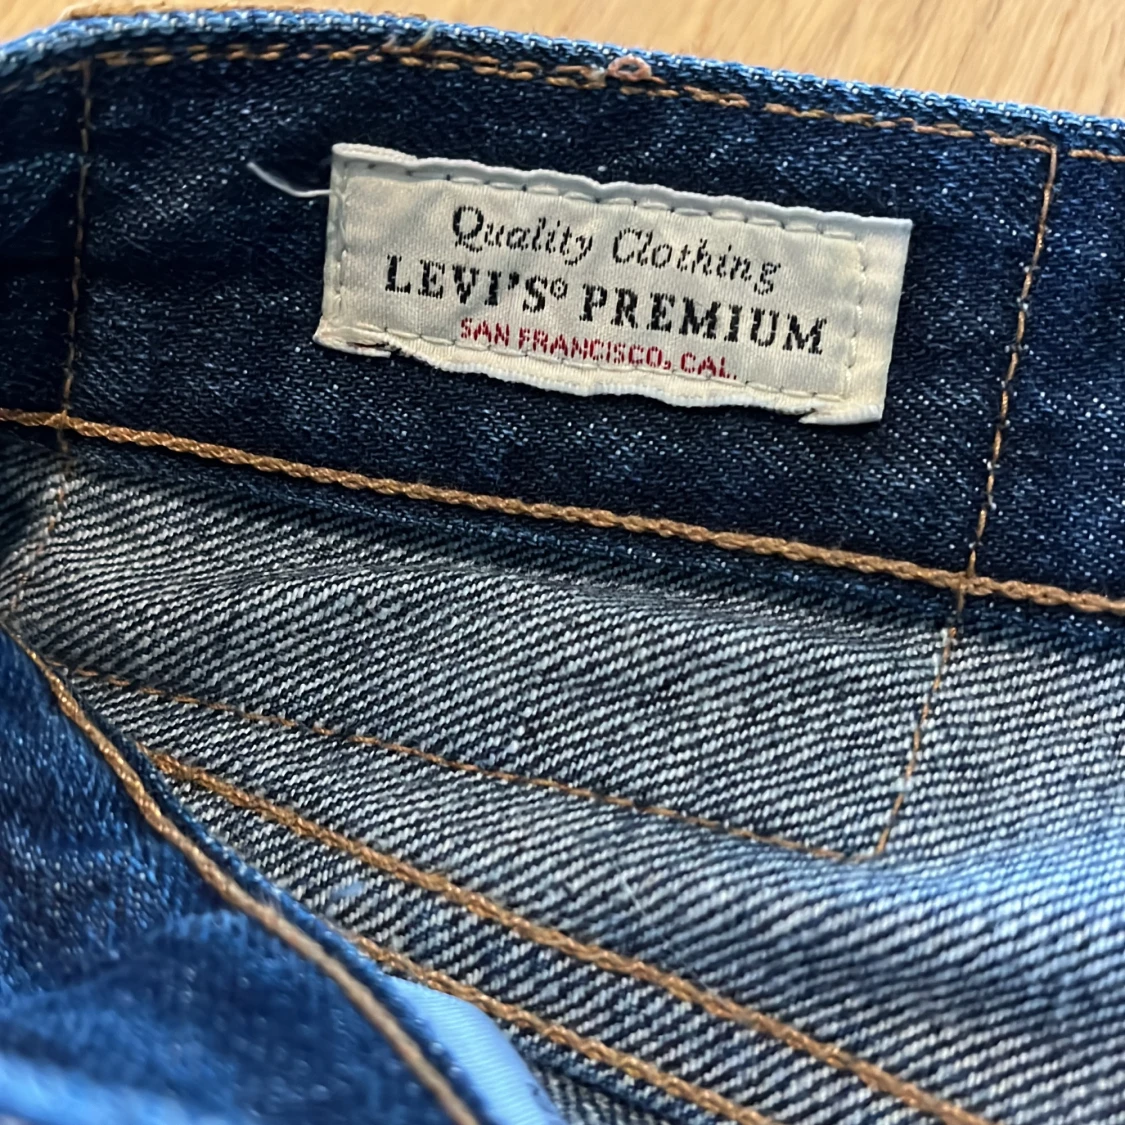 Quality Clothing
LEVI'S® PREMIUM
SAN FRANCISCO, CAL.